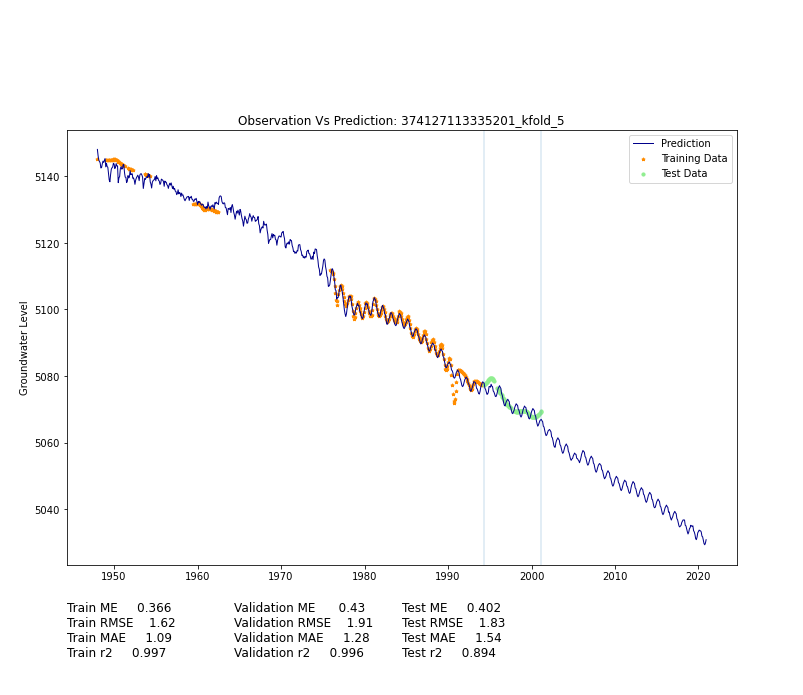 Observation Vs Prediction: 374127113335201_kfold_5
Prediction
Training Data
Test Data
Groundwater Level
5140
5120
5100
5080
5060
5040
1950 1960 1970 1980 1990 2000 2010 2020
Train ME 0.366 Validation ME 0.43 Test ME 0.402
Train RMSE 1.62 Validation RMSE 1.91 Test RMSE 1.83
Train MAE 1.09 Validation MAE 1.28 Test MAE 1.54
Train r2 0.997 Validation r2 0.996 Test r2 0.894